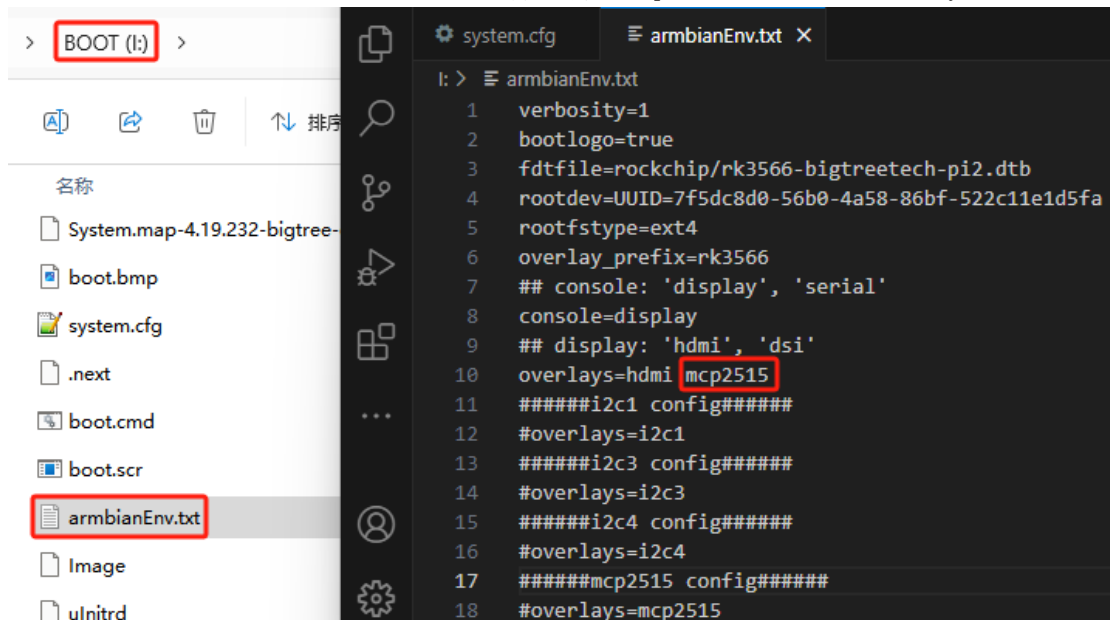 > BOOT (I:) >
排序
名称
System.map-4.19.232-bigtree-
boot.bmp
system.cfg
.next
boot.cmd
boot.scr
armbianEnv.txt
Image
uInitrd
system.cfg armbianEnv.txt ×
I: > armbianEnv.txt
1 verbosity=1
2 bootlogo=true
3 fdtfile=rockchip/rk3566-bigtreetech-pi2.dtb
4 rootdev=UUID=7f5dc8d0-56b0-4a58-86bf-522c11e1d5fa
5 rootfstype=ext4
6 overlay_prefix=rk3566
7 ## console: 'display', 'serial'
8 console=display
9 ## display: 'hdmi', 'dsi'
10 overlays=hdmi mcp2515
11 ######i2c1 config######
12 #overlays=i2c1
13 ######i2c3 config######
14 #overlays=i2c3
15 ######i2c4 config######
16 #overlays=i2c4
17 ######mcp2515 config######
18 #overlays=mcp2515